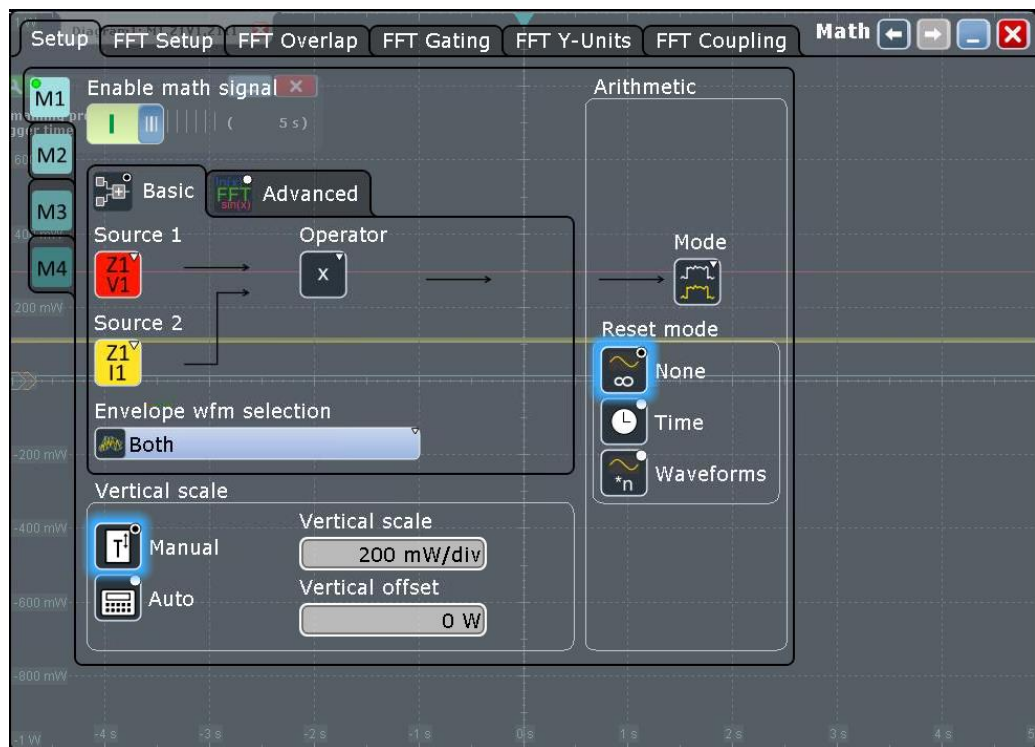 Setup
FFT Setup
FFT Overlap
FFT Gating
FFT Y-Units
FFT Coupling
Math
M1
M2
M3
M4
Enable math signal
( 5 s)
Arithmetic
Basic
FFT
sin(x)
Advanced
Source 1
Operator
Z1
V1
x
Mode
Source 2
Z1
I1
Reset mode
None
Time
*n
Waveforms
Envelope wfm selection
Both
Vertical scale
Manual
Auto
Vertical scale
200 mW/div
Vertical offset
0 W
200 mW
-200 mW
-400 mW
-600 mW
-800 mW
-1 W
-4 s
-3 s
-2 s
-1 s
0 s
1 s
2 s
3 s
4 s